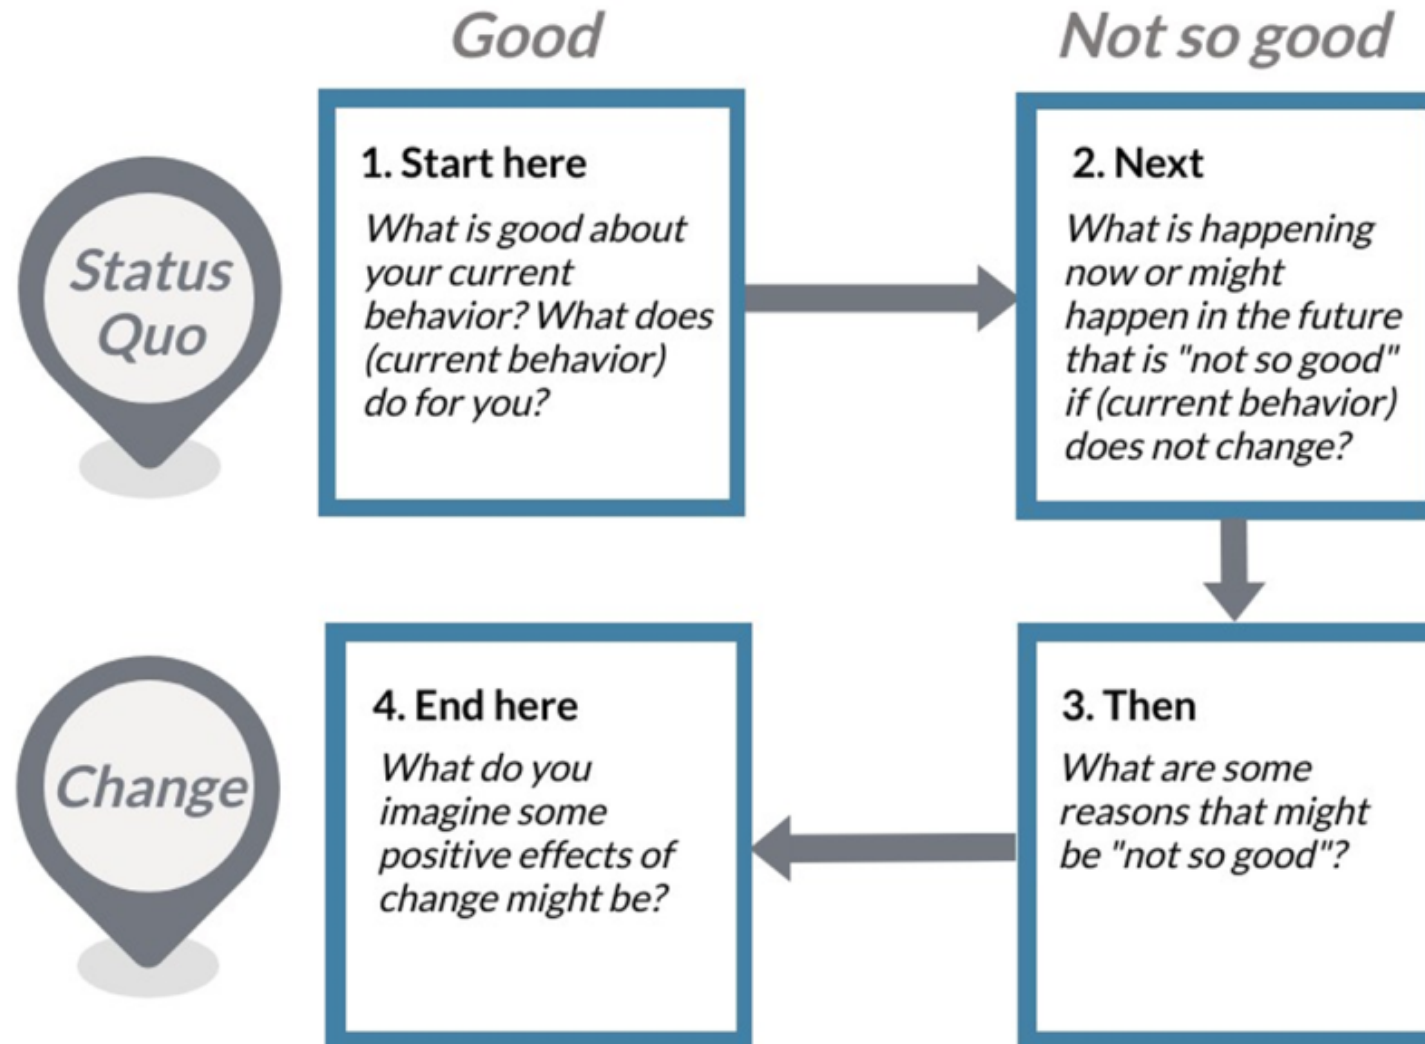 Good
Not so good
Status
Quo
1. Start here
What is good about
your current
behavior? What does
(current behavior)
do for you?
2. Next
What is happening
now or might
happen in the future
that is "not so good"
if (current behavior)
does not change?
Change
4. End here
What do you
imagine some
positive effects of
change might be?
3. Then
What are some
reasons that might
be "not so good"?